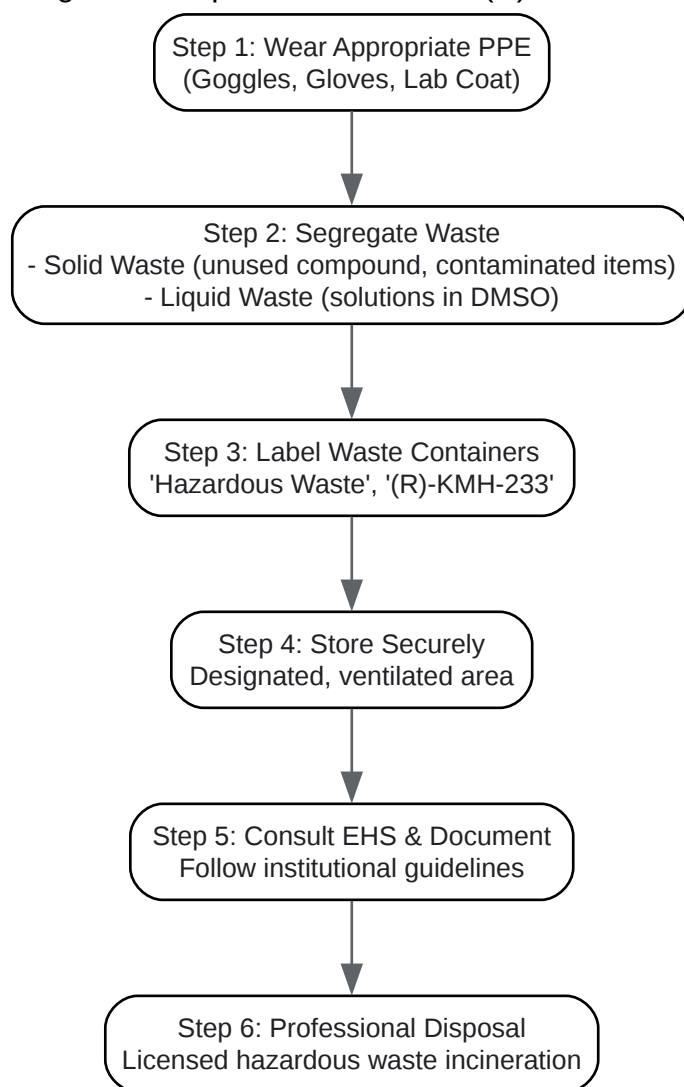 Step 1: Wear Appropriate PPE
(Goggles, Gloves, Lab Coat)
Step 2: Segregate Waste
- Solid Waste (unused compound, contaminated items)
- Liquid Waste (solutions in DMSO)
Step 3: Label Waste Containers
'Hazardous Waste', '(R)-KMH-233'
Step 4: Store Securely
Designated, ventilated area
Step 5: Consult EHS & Document
Follow institutional guidelines
Step 6: Professional Disposal
Licensed hazardous waste incineration